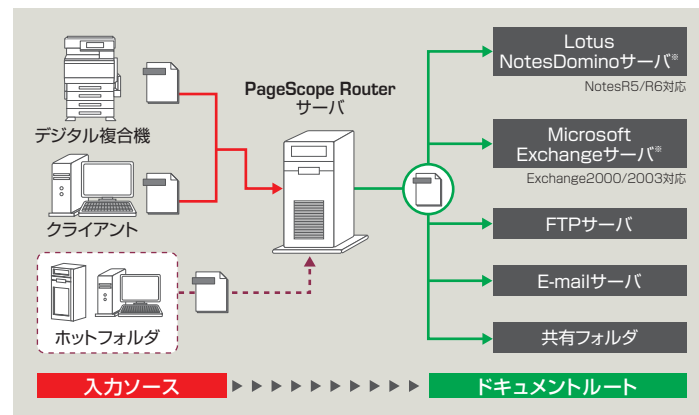 デジタル複合機
クライアント
ホットフォルダ
PageScope Router
サーバ
Lotus
NotesDominoサーバ※
NotesR5/R6対応
Microsoft
Exchangeサーバ※
Exchange2000/2003対応
FTPサーバ
E-mailサーバ
共有フォルダ
入力ソース
ドキュメントルート